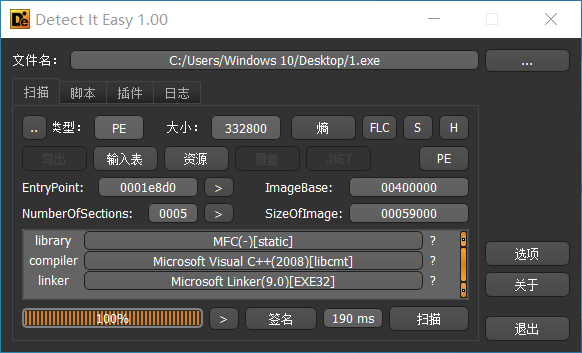 Detect It Easy 1.00
文件名: C:/Users/Windows 10/Desktop/1.exe ...
扫描 脚本 插件 日志
.. 类型: PE 大小: 332800 熵 FLC S H
导出 输入表 资源 覆盖 .NET PE
EntryPoint: 0001e8d0 > ImageBase: 00400000
NumberOfSections: 0005 > SizeOfImage: 00059000
library MFC(-)[static] ?
compiler Microsoft Visual C++(2008)[libcmt] ?
linker Microsoft Linker(9.0)[EXE32] ?
选项
关于
100% > 签名 190 ms 扫描
退出